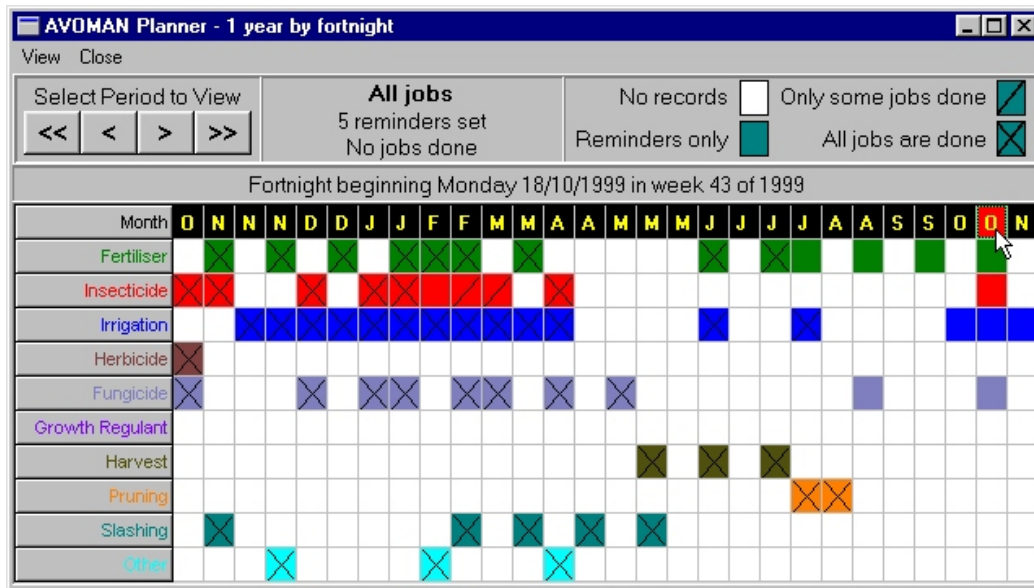 AVOMAN Planner - 1 year by fortnight
View Close
Select Period to View
<< < > >>
All jobs
5 reminders set
No jobs done
No records
Only some jobs done
Reminders only
All jobs are done
Fortnight beginning Monday 18/10/1999 in week 43 of 1999
Month O N N N D D J J F F M M A A M M M J J J J A A S S O O N
Fertiliser
Insecticide
Irrigation
Herbicide
Fungicide
Growth Regulant
Harvest
Pruning
Slashing
Other